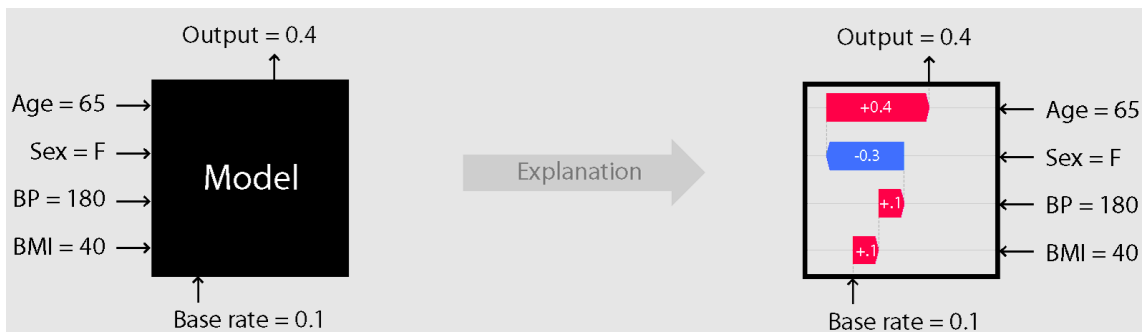 Output = 0.4
Age = 65
Sex = F
BP = 180
BMI = 40
Model
Base rate = 0.1
Explanation
Output = 0.4
+0.4
Age = 65
-0.3
Sex = F
+.1
BP = 180
+.1
BMI = 40
Base rate = 0.1